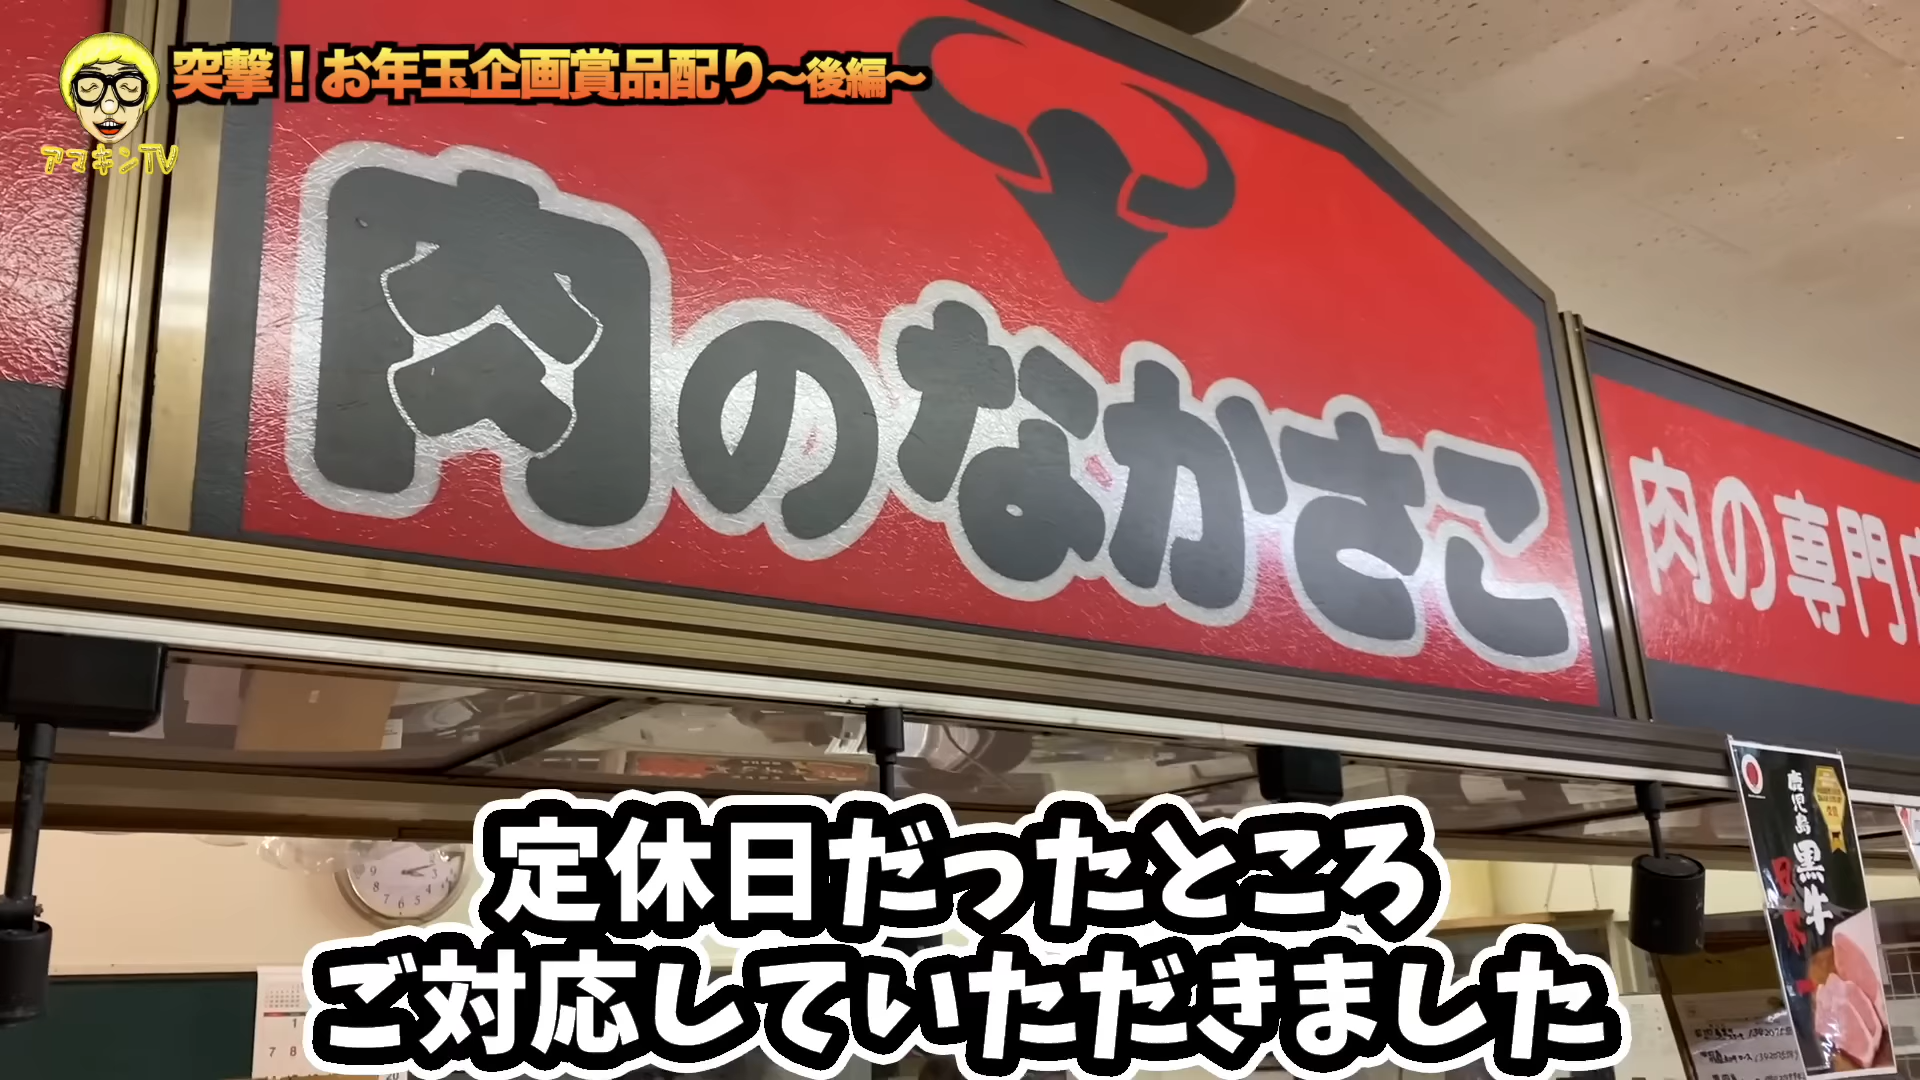 突撃！お年玉企画賞品配り～後編～
アマキンTV
肉のなかさこ
肉の専門
鹿児島
黒牛
定休日だったところ
ご対応していただきました